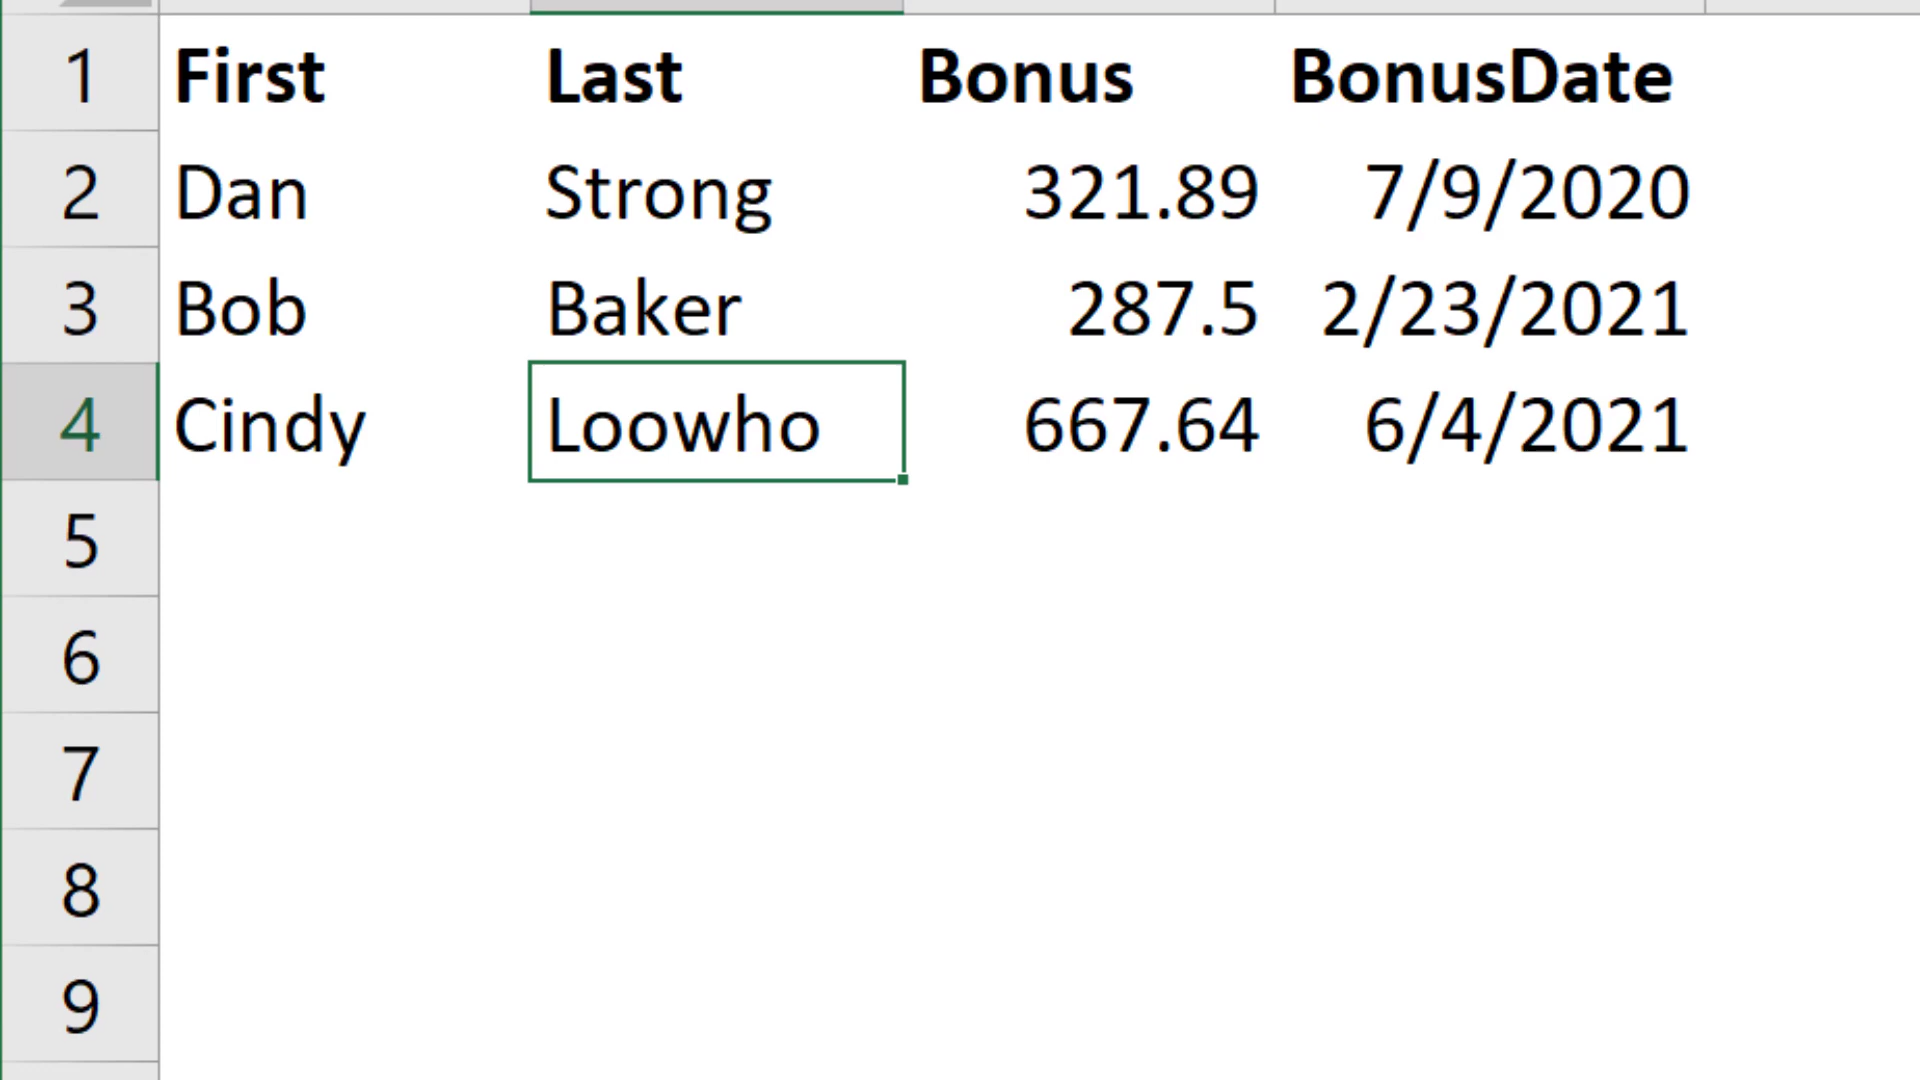 1 First Last Bonus BonusDate
2 Dan Strong 321.89 7/9/2020
3 Bob Baker 287.5 2/23/2021
4 Cindy Loowho 667.64 6/4/2021
5
6
7
8
9